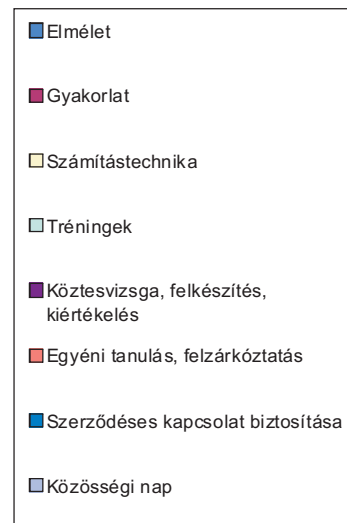 Elmélet
Gyakorlat
Számítástechnika
Tréningek
Köztesvizsga, felkészítés,
kiértékelés
Egyéni tanulás, felzárkóztatás
Szerződéses kapcsolat biztosítása
Közösségi nap